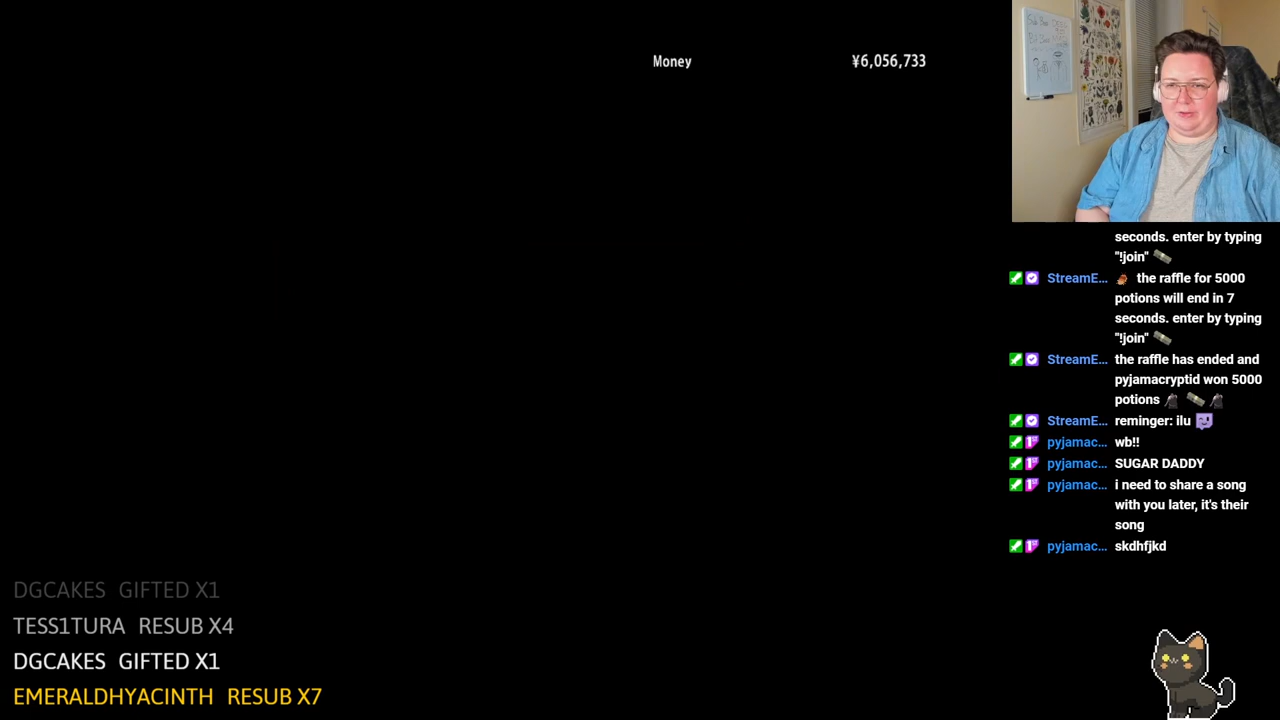 Money ¥6,056,733
seconds. enter by typing
"!join"
StreamE... the raffle for 5000
potions will end in 7
seconds. enter by typing
"!join"
StreamE... the raffle has ended and
pyjamacryptid won 5000
potions
StreamE... reminger: ilu
pyjamac... wb!!
pyjamac... SUGAR DADDY
pyjamac... i need to share a song
with you later, it's their
song
pyjamac... skdhfjkd
DGCAKES GIFTED X1
TESS1TURA RESUB X4
DGCAKES GIFTED X1
EMERALDHYACINTH RESUB X7